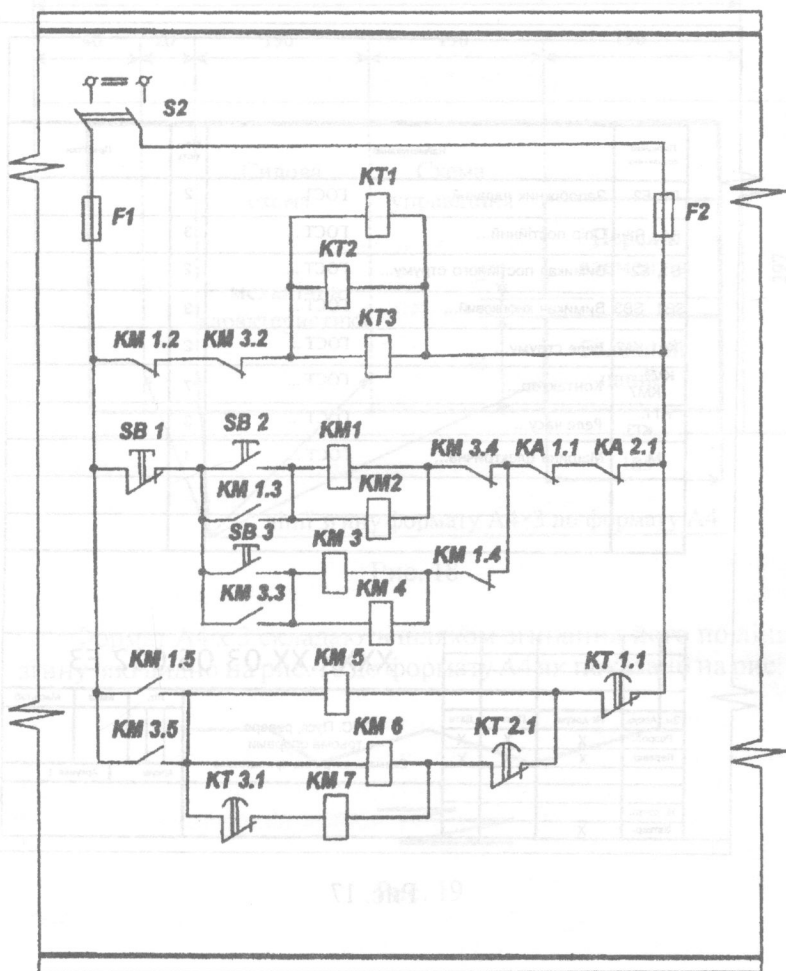 S2
KT1
F1
F2
KT2
KT3
KM 1.2
KM 3.2
SB 1
SB 2
KM1
KM 3.4
KA 1.1
KA 2.1
KM 1.3
KM2
SB 3
KM 3
KM 1.4
KM 3.3
KM 4
KM 1.5
KM 5
KT 1.1
KM 3.5
KM 6
KT 2.1
KT 3.1
KM 7